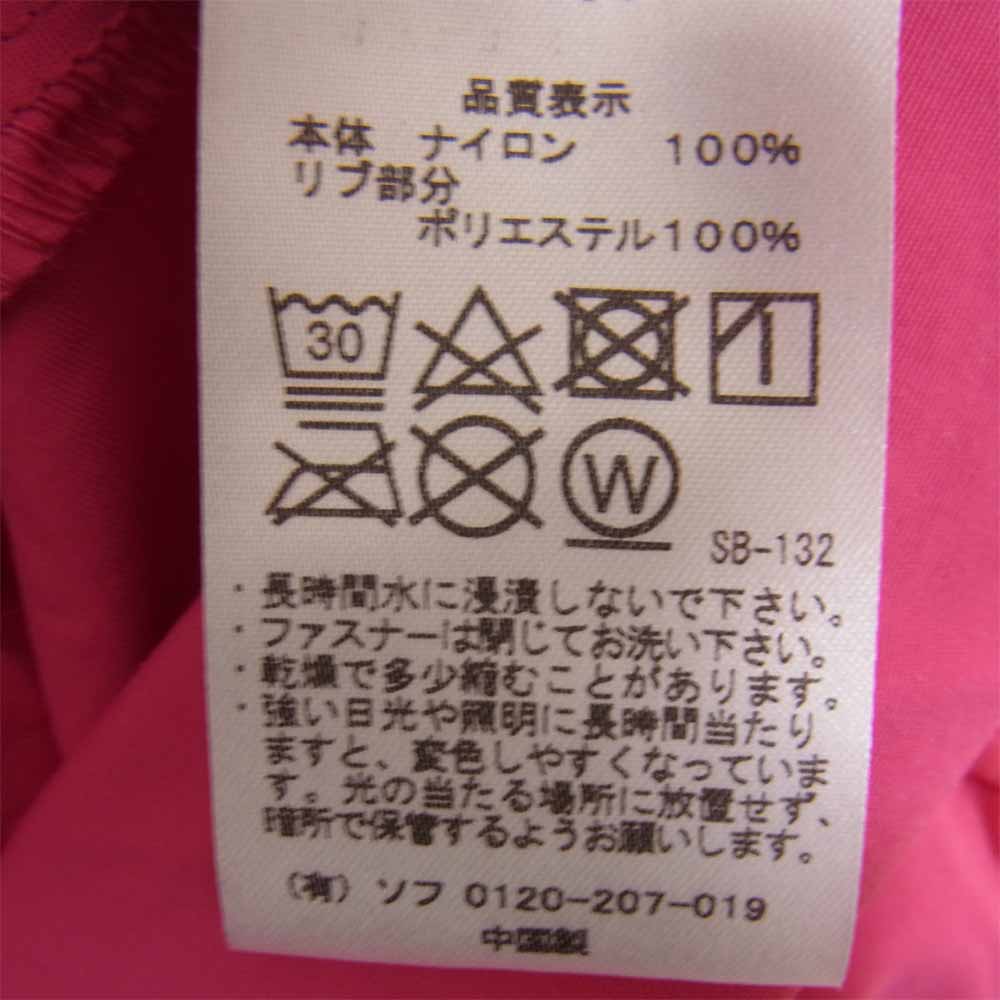 品質表示
本体 ナイロン 100%
リブ部分
ポリエステル100%
30
W
SB-132
・長時間水に浸漬しないで下さい。
・ファスナーは閉じてお洗い下さい。
・乾燥で多少縮むことがあります。
・強い日光や照明に長時間当たり
ますと、変色しやすくなっていま
す。光の当たる場所に放置せず、
暗所で保管するようお願いします。
(有) ソフ 0120-207-019
中国製